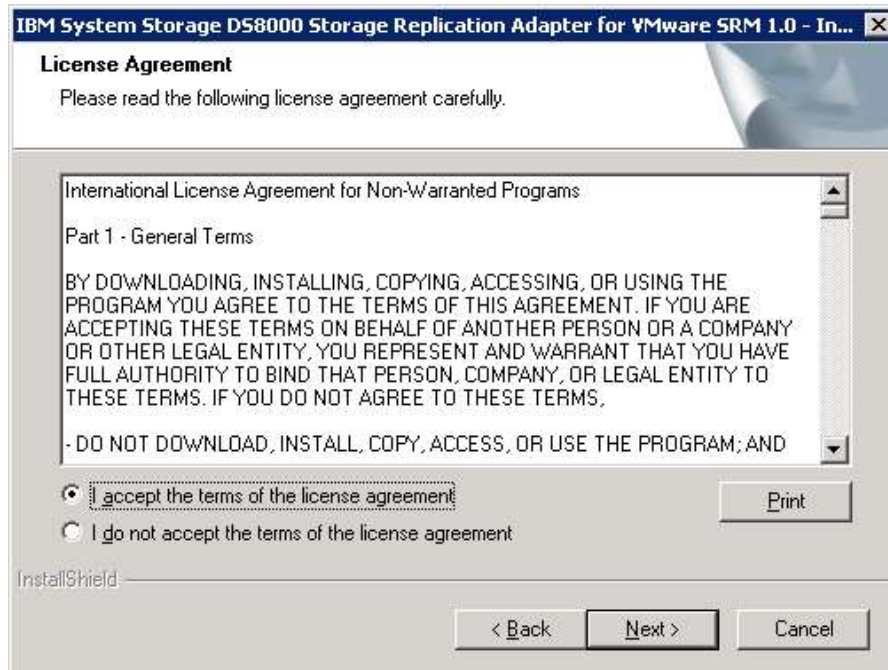 IBM System Storage DS8000 Storage Replication Adapter for VMware SRM 1.0 - In...
License Agreement
Please read the following license agreement carefully.
International License Agreement for Non-Warranted Programs
Part 1 - General Terms
BY DOWNLOADING, INSTALLING, COPYING, ACCESSING, OR USING THE
PROGRAM YOU AGREE TO THE TERMS OF THIS AGREEMENT. IF YOU ARE
ACCEPTING THESE TERMS ON BEHALF OF ANOTHER PERSON OR A COMPANY
OR OTHER LEGAL ENTITY, YOU REPRESENT AND WARRANT THAT YOU HAVE
FULL AUTHORITY TO BIND THAT PERSON, COMPANY, OR LEGAL ENTITY TO
THESE TERMS. IF YOU DO NOT AGREE TO THESE TERMS,
- DO NOT DOWNLOAD, INSTALL, COPY, ACCESS, OR USE THE PROGRAM; AND
I accept the terms of the license agreement
Print
I do not accept the terms of the license agreement
InstallShield
< Back
Next >
Cancel